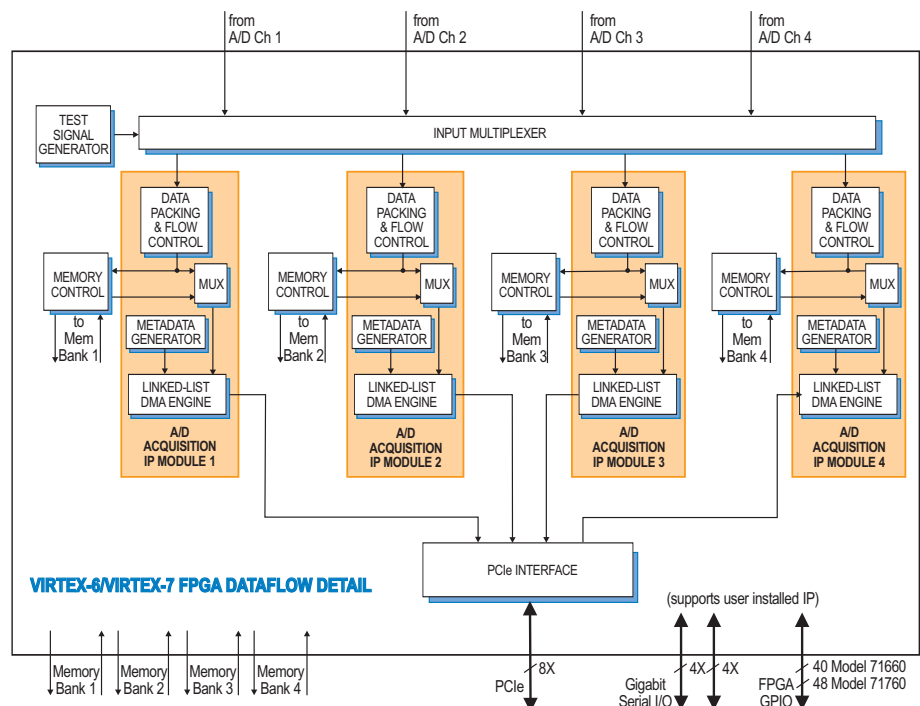 from
A/D Ch 1
from
A/D Ch 2
from
A/D Ch 3
from
A/D Ch 4
TEST
SIGNAL
GENERATOR
INPUT MULTIPLEXER
DATA
PACKING
& FLOW
CONTROL
MEMORY
CONTROL
MUX
to
Mem
Bank 1
METADATA
GENERATOR
LINKED-LIST
DMA ENGINE
A/D
ACQUISITION
IP MODULE 1
DATA
PACKING
& FLOW
CONTROL
MEMORY
CONTROL
MUX
to
Mem
Bank 2
METADATA
GENERATOR
LINKED-LIST
DMA ENGINE
A/D
ACQUISITION
IP MODULE 2
DATA
PACKING
& FLOW
CONTROL
MEMORY
CONTROL
MUX
to
Mem
Bank 3
METADATA
GENERATOR
LINKED-LIST
DMA ENGINE
A/D
ACQUISITION
IP MODULE 3
DATA
PACKING
& FLOW
CONTROL
MEMORY
CONTROL
MUX
to
Mem
Bank 4
METADATA
GENERATOR
LINKED-LIST
DMA ENGINE
A/D
ACQUISITION
IP MODULE 4
PCIe INTERFACE
VIRTEX-6/VIRTEX-7 FPGA DATAFLOW DETAIL
(supports user installed IP)
Memory
Bank 1
Memory
Bank 2
Memory
Bank 3
Memory
Bank 4
8X
PCIe
4X
4X
Gigabit
Serial I/O
40 Model 71660
48 Model 71760
FPGA
GPIO